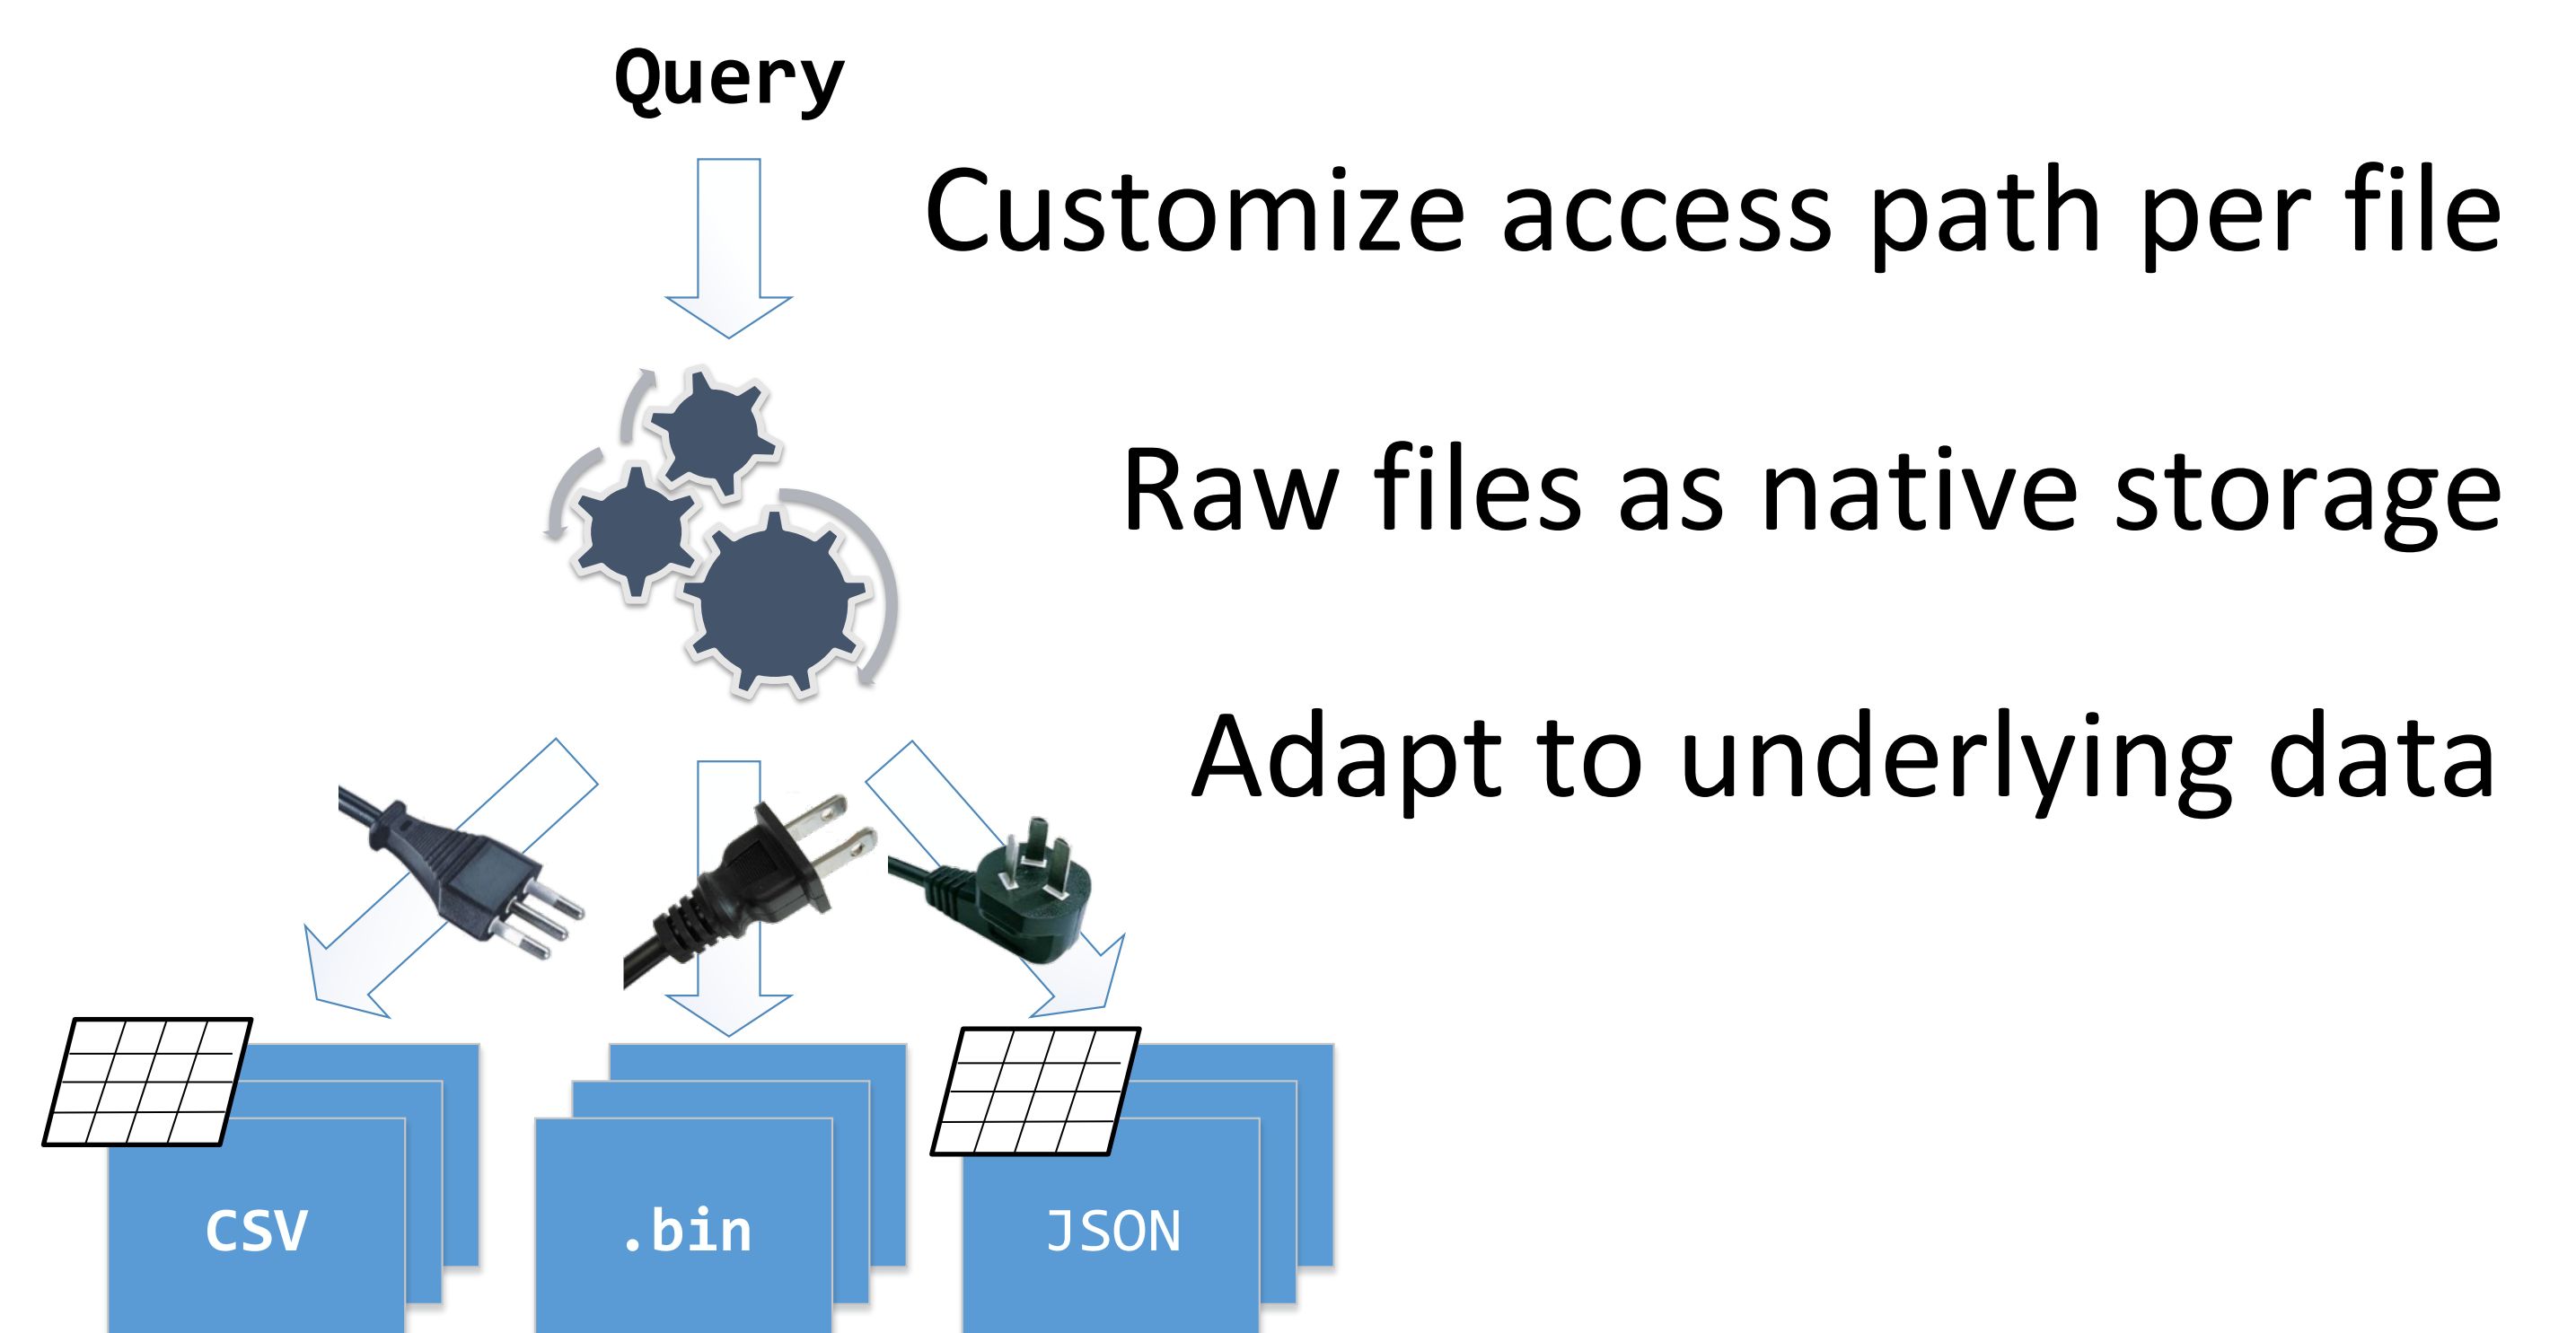 Query
Customize access path per file
Raw files as native storage
Adapt to underlying data
CSV
.bin
JSON